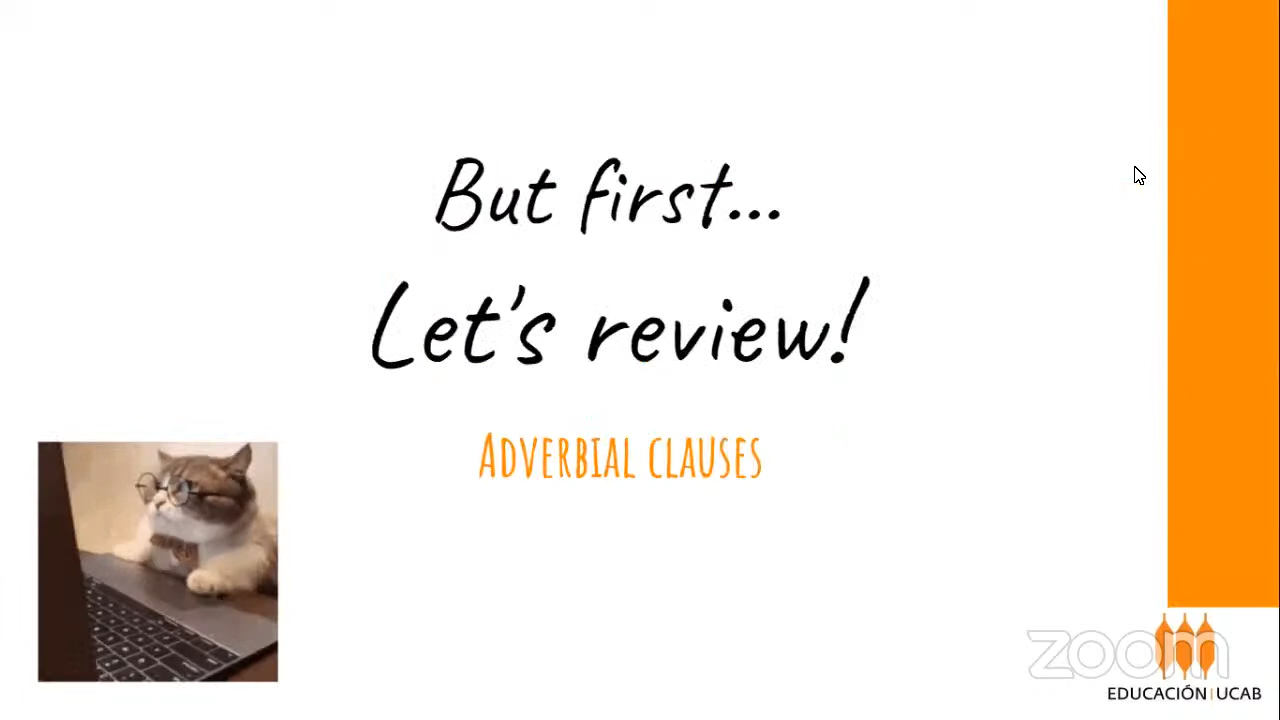 But first...
Let's review!
Adverbial clauses
zoom
EDUCACIÓN | UCAB